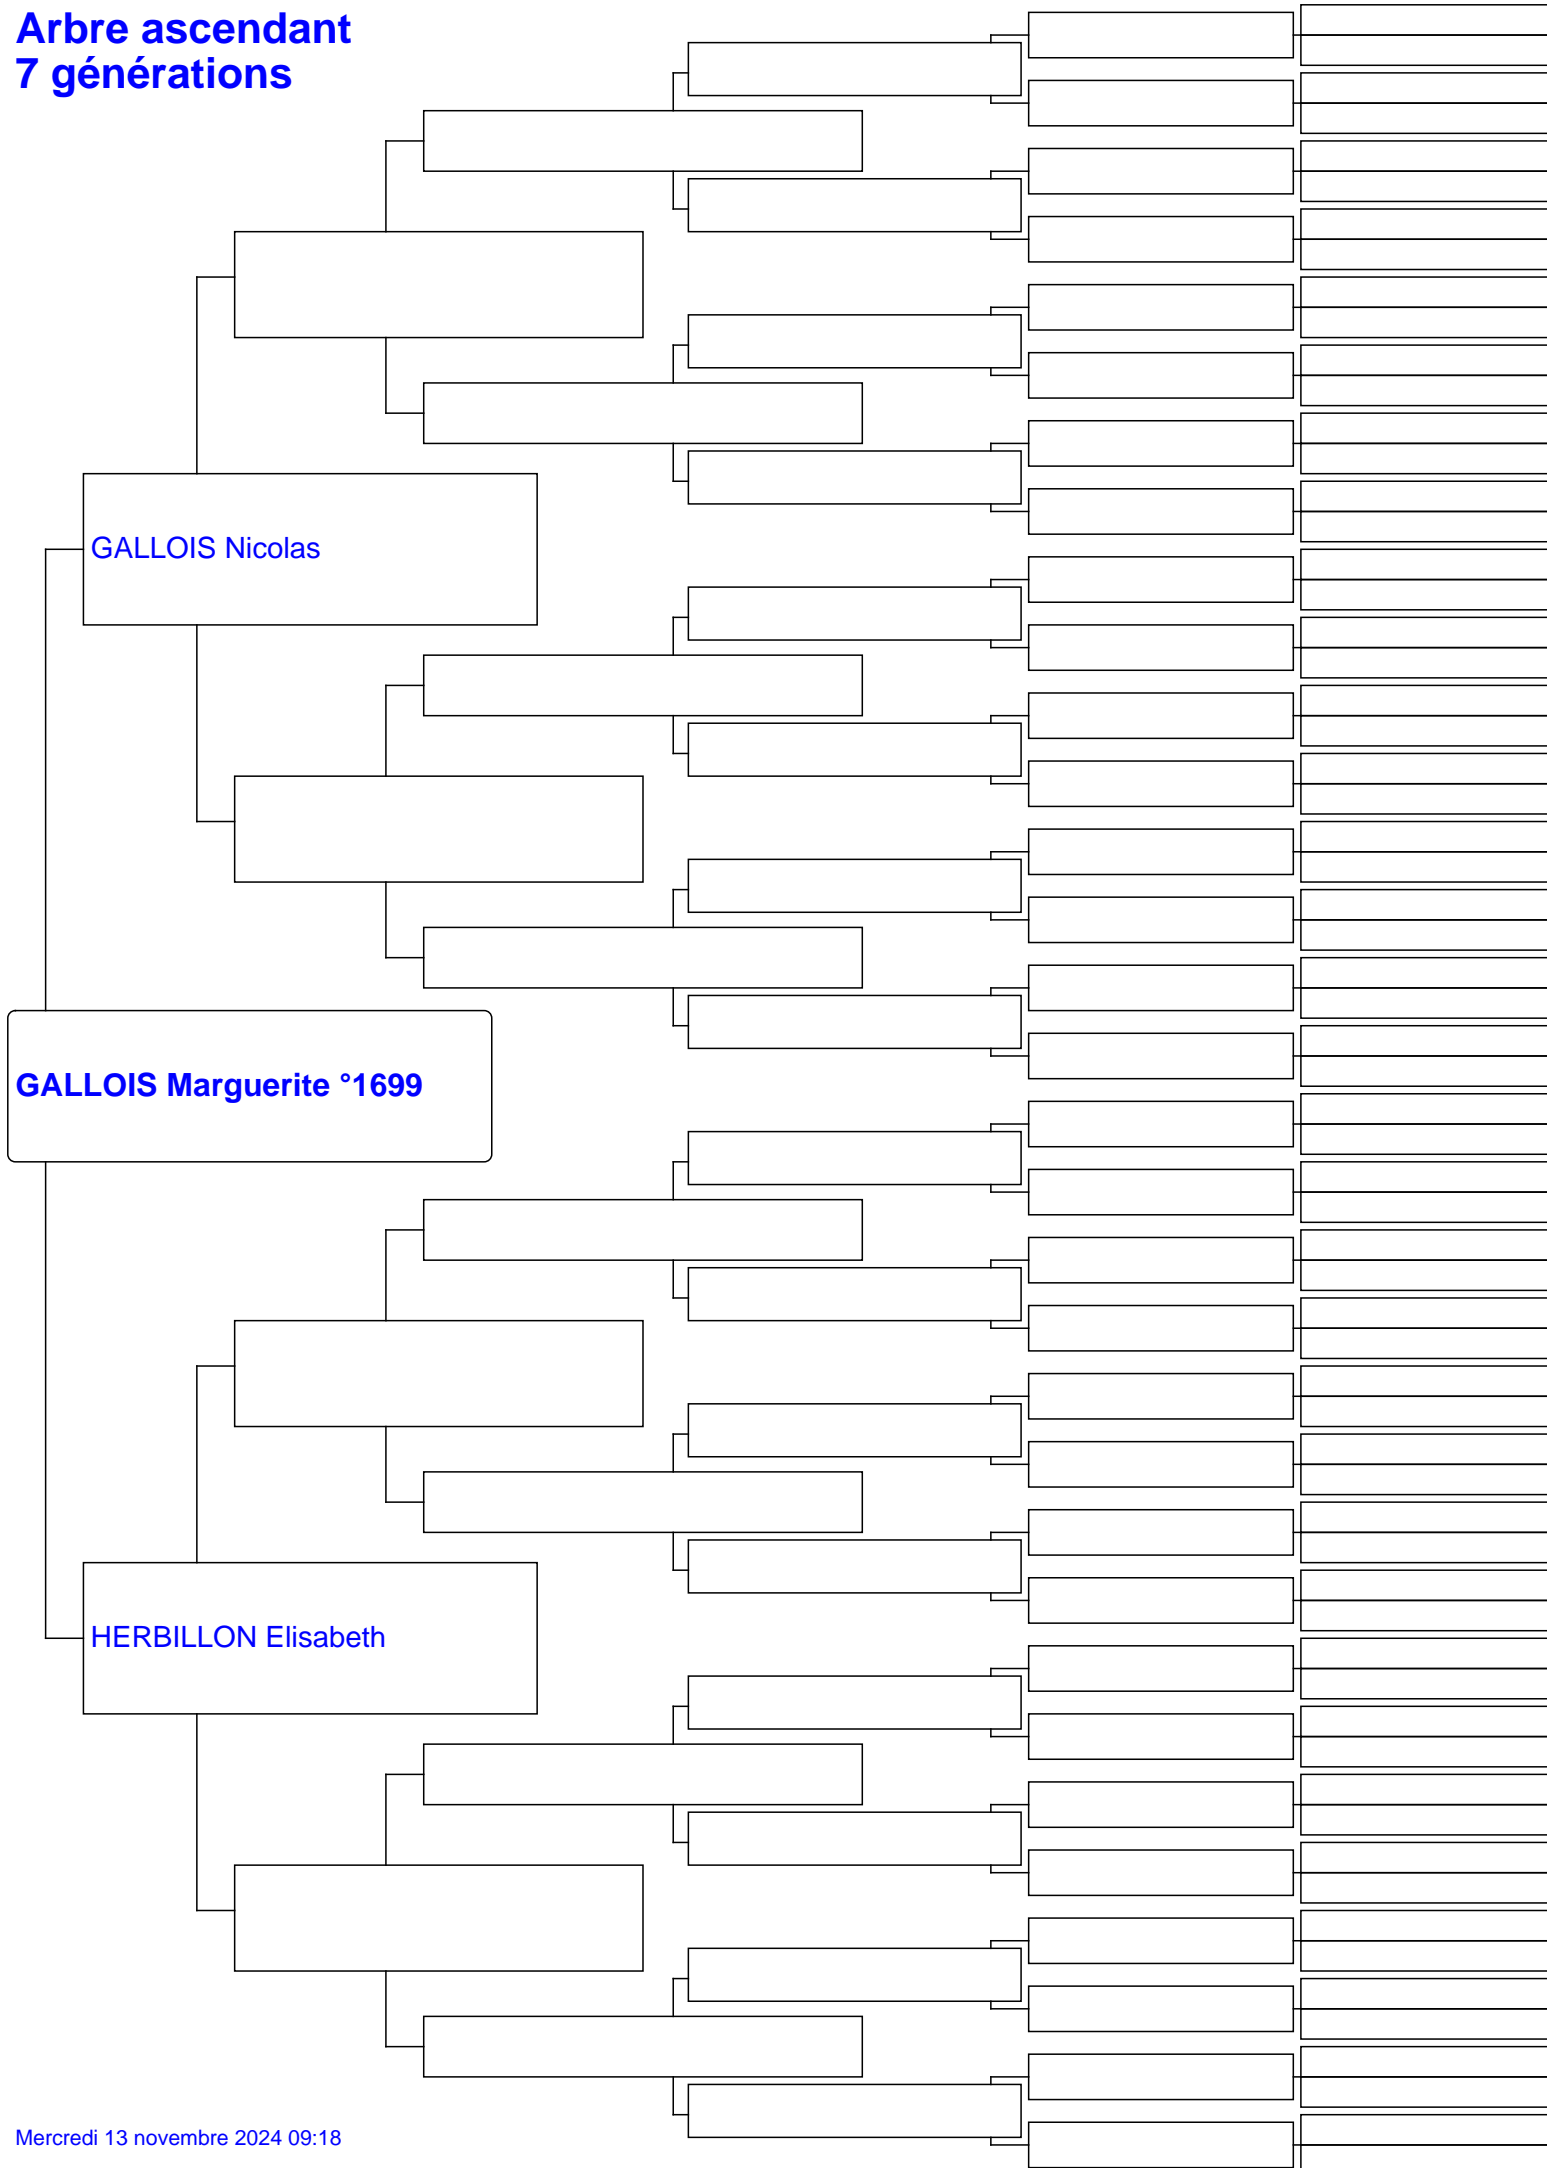 Arbre ascendant
7 générations
GALLOIS Nicolas
GALLOIS Marguerite °1699
HERBILLON Elisabeth
Mercredi 13 novembre 2024 09:18